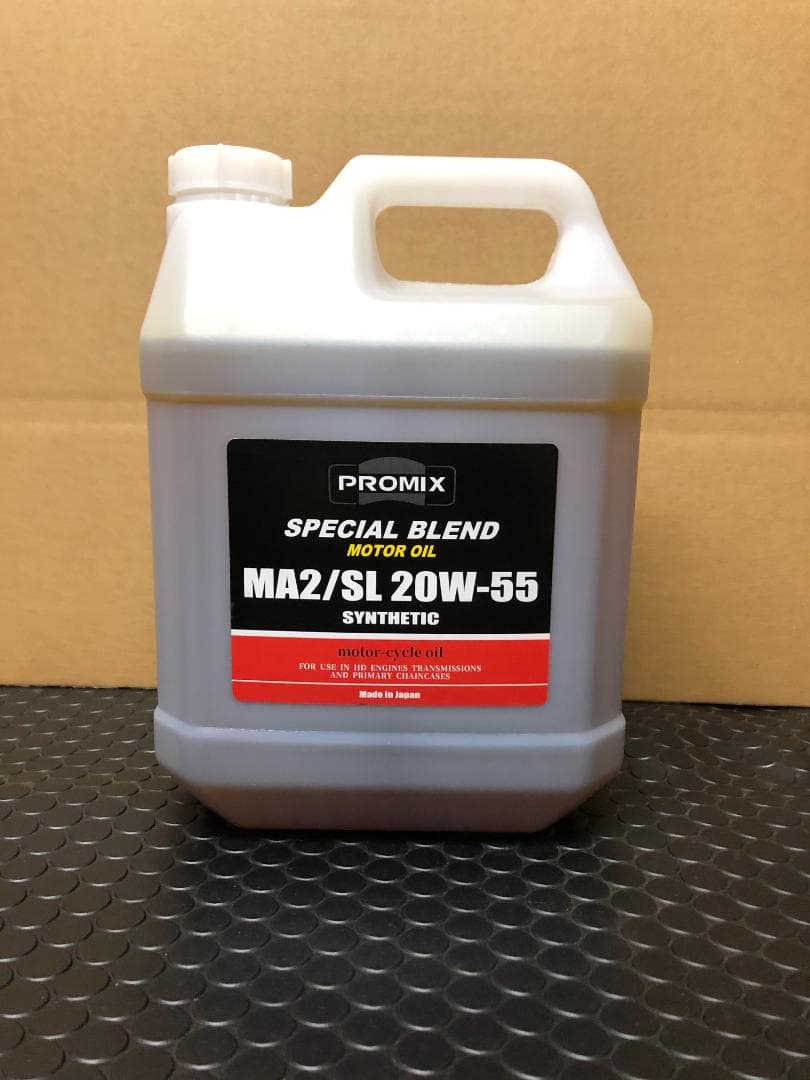 PROMIX
SPECIAL BLEND
MOTOR OIL
MA2/SL 20W-55
SYNTHETIC
motor-cycle oil
FOR USE IN HD ENGINES TRANSMISSIONS
AND PRIMARY CHAINCASES
Made in Japan